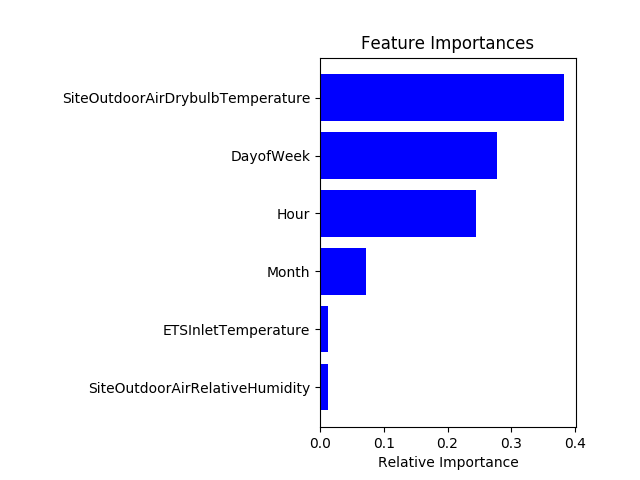 Feature Importances
SiteOutdoorAirDrybulbTemperature
DayofWeek
Hour
Month
ETSInletTemperature
SiteOutdoorAirRelativeHumidity
0.0 0.1 0.2 0.3 0.4
Relative Importance